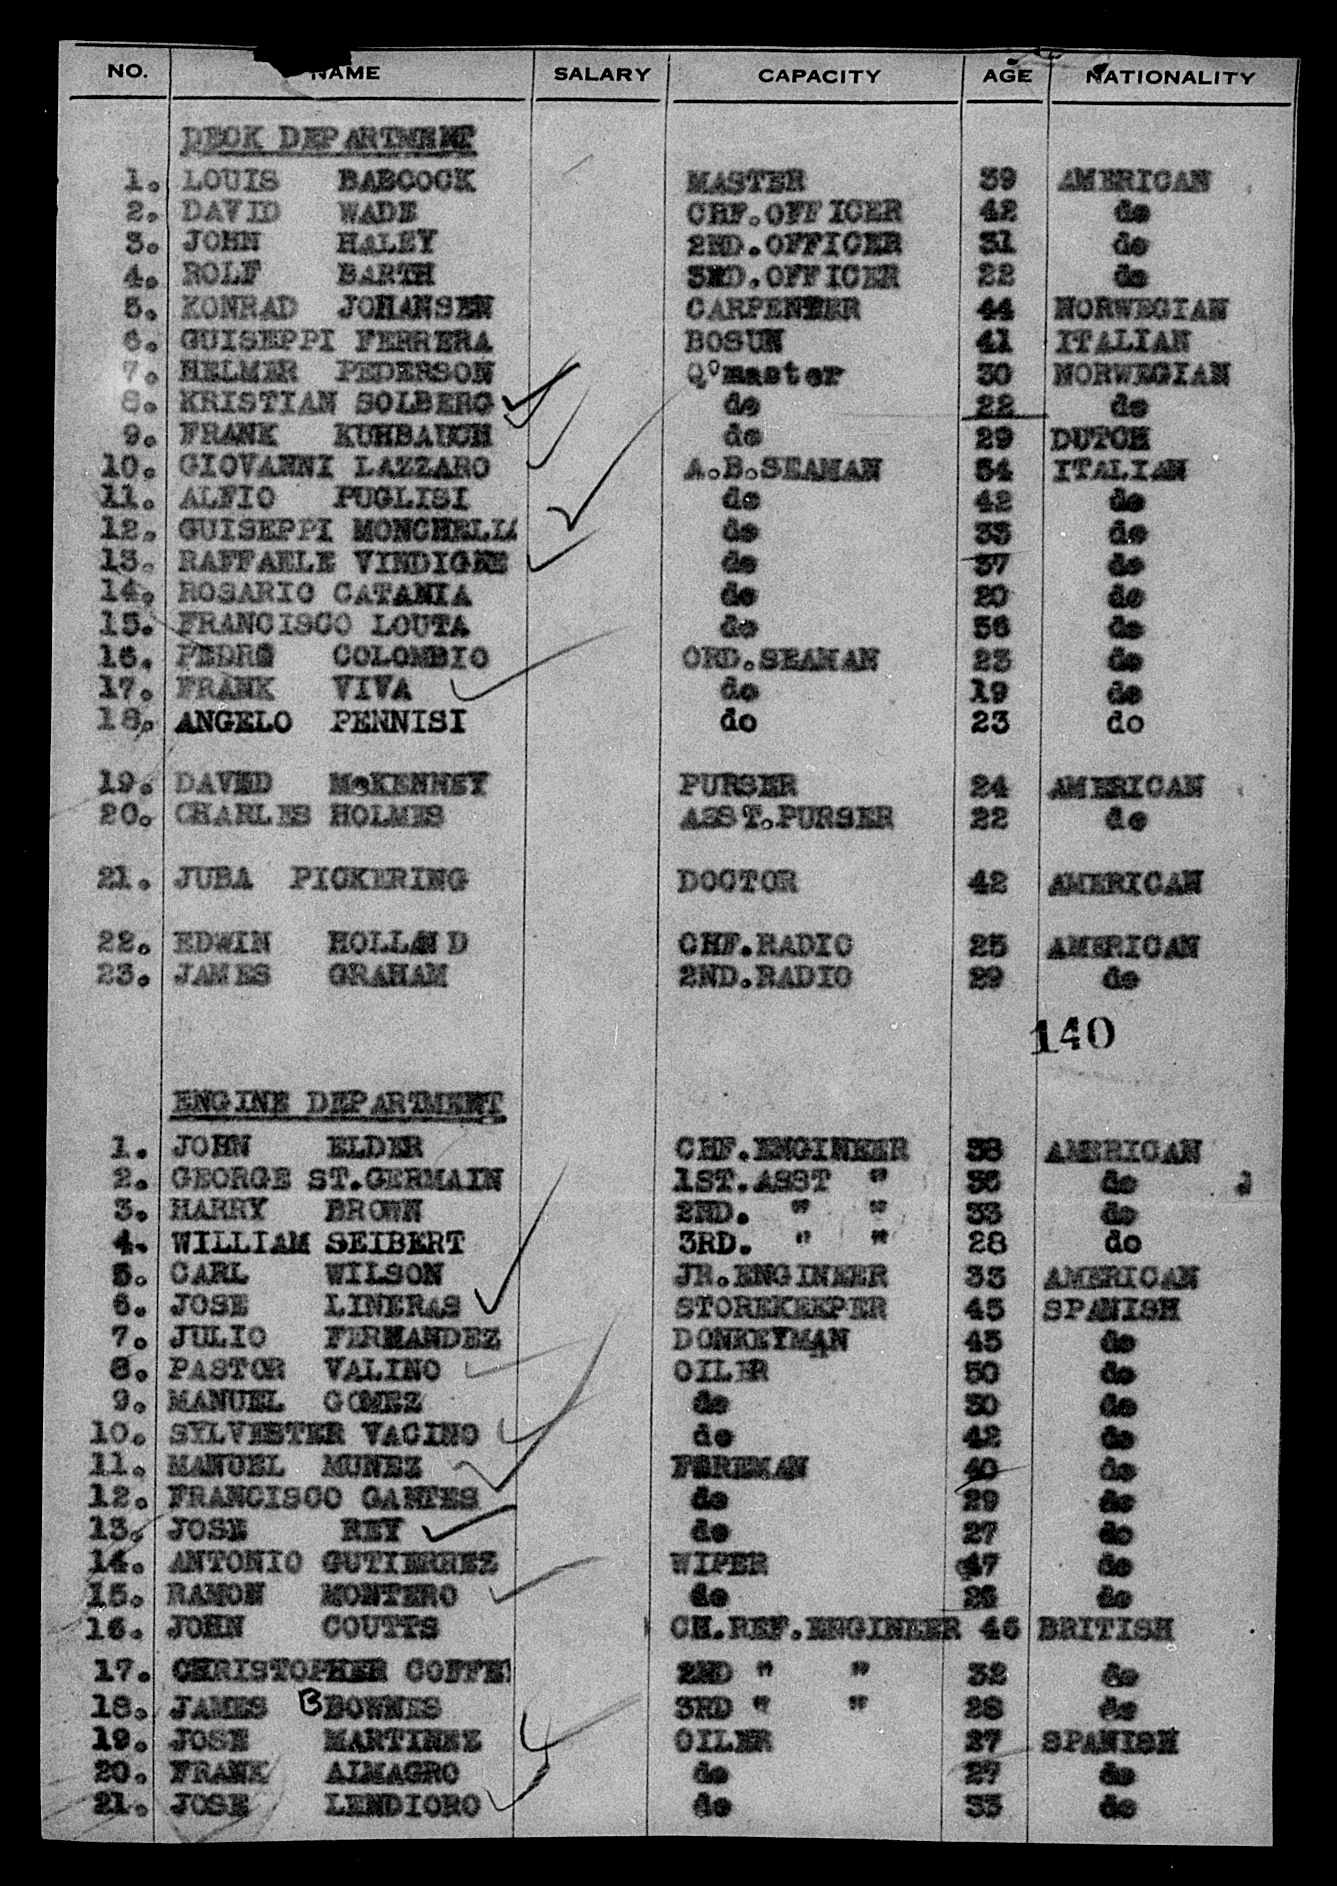 NO. NAME SALARY CAPACITY AGE NATIONALITY
DECK DEPARTMENT
1. LOUIS BABCOCK MASTER 39 AMERICAN
2. DAVID WADE CHF.OFFICER 42 do
3. JOHN HALEY 2ND.OFFICER 31 do
4. ROLF BARTH 3RD.OFFICER 22 do
5. KONRAD JOHANSEN CARPENTER 44 NORWEGIAN
6. GUISEPPI FERRERA BOSUN 41 ITALIAN
7. HELMER PEDERSON Q°master 30 NORWEGIAN
8. KRISTIAN SOLBERG do 22 do
9. FRANK KUHBAUCH do 29 DUTCH
10. GIOVANNI LAZZARO A.B.SEAMAN 54 ITALIAN
11. ALFIO PUGLISI do 42 do
12. GUISEPPI MONCHELLI do 33 do
13. RAFFAELE VINDIGNE do 37 do
14. ROSARIO CATANIA do 20 do
15. FRANCISCO LOUTA do 36 do
16. PEDRO COLOMBIO ORD.SEAMAN 23 do
17. FRANK VIVA do 19 do
18. ANGELO PENNISI do 23 do
19. DAVED McKENNEY PURSER 24 AMERICAN
20. CHARLES HOLMES ASST.PURSER 22 do
21. JUBA PICKERING DOCTOR 42 AMERICAN
22. EDWIN HOLLAND CHF.RADIO 25 AMERICAN
23. JAMES GRAHAM 2ND.RADIO 29 do
140
ENGINE DEPARTMENT
1. JOHN ELDER CHF.ENGINEER 38 AMERICAN
2. GEORGE ST.GERMAIN 1ST.ASST " 36 do
3. HARRY BROWN 2ND. " " 33 do
4. WILLIAM SEIBERT 3RD. " " 28 do
5. CARL WILSON JR.ENGINEER 33 AMERICAN
6. JOSE LINERAS STOREKEEPER 45 SPANISH
7. JULIO FERNANDEZ DONKEYMAN 45 do
8. PASTOR VALINO OILER 50 do
9. MANUEL GOMEZ do 30 do
10. SYLVESTER VACINO do 42 do
11. MANUEL MUNEZ FIREMAN 40 do
12. FRANCISCO GANTES do 29 do
13. JOSE REY do 27 do
14. ANTONIO GUTIERREZ WIPER 47 do
15. RAMON MONTERO do 26 do
16. JOHN COUTTS CH.REF.ENGINEER 46 BRITISH
17. CHRISTOPHER COFFE 2ND " " 32 do
18. JAMES BOWNES 3RD " " 28 do
19. JOSE MARTINEZ OILER 27 SPANISH
20. FRANK AIMAGRO do 27 do
21. JOSE LENDIORO do 33 do